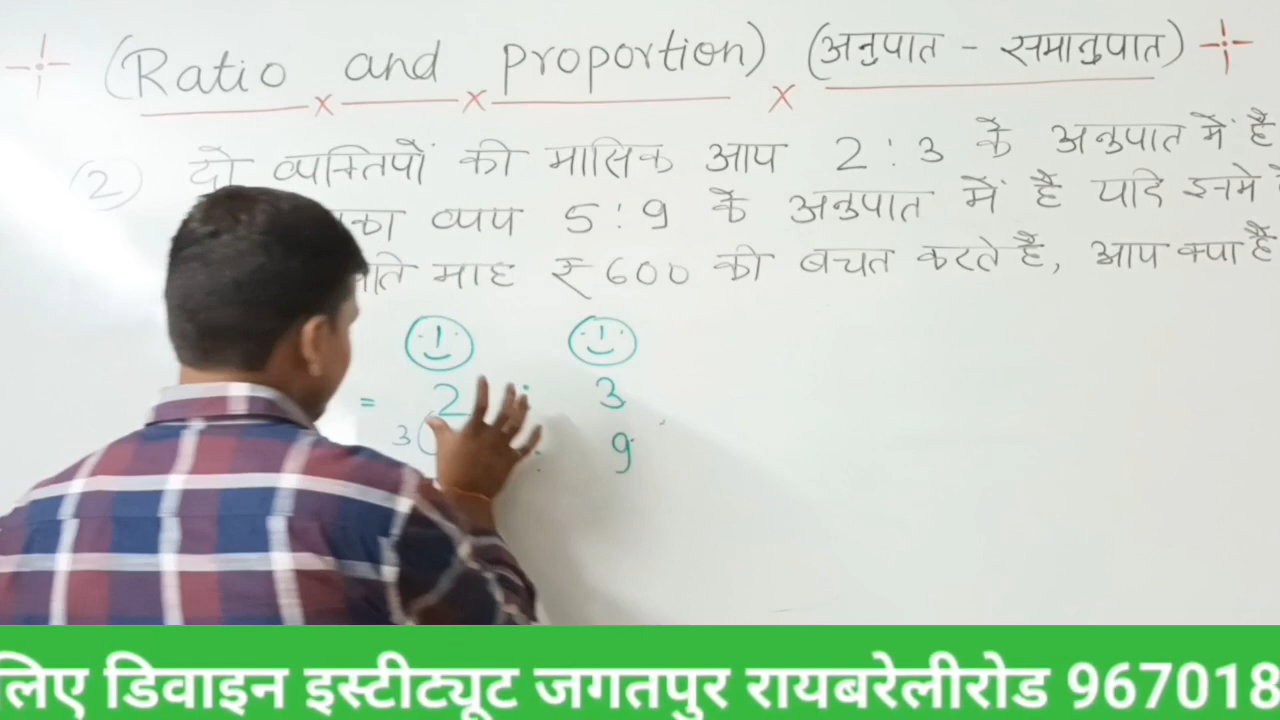 (Ratio and proportion) (अनुपात - समानुपात)
(2) दो व्यक्तियों की मासिक आय 2 : 3 के अनुपात में है
का व्यय 5 : 9 के अनुपात में है यदि इनमे
माह ₹ 600 की बचत करते हैं, आय क्या है
= 2 : 3
3 : 9
लिए डिवाइन इस्टीट्यूट जगतपुर रायबरेलीरोड 967018